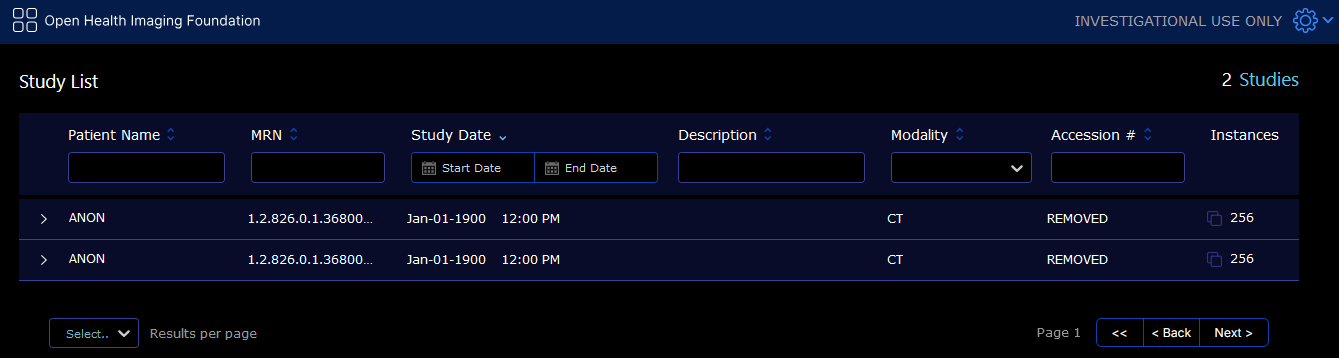 Open Health Imaging Foundation INVESTIGATIONAL USE ONLY
Study List 2 Studies
Patient Name MRN Study Date Description Modality Accession # Instances
Start Date End Date
ANON 1.2.826.0.1.36800... Jan-01-1900 12:00 PM CT REMOVED 256
ANON 1.2.826.0.1.36800... Jan-01-1900 12:00 PM CT REMOVED 256
Select.. Results per page Page 1 << < Back Next >